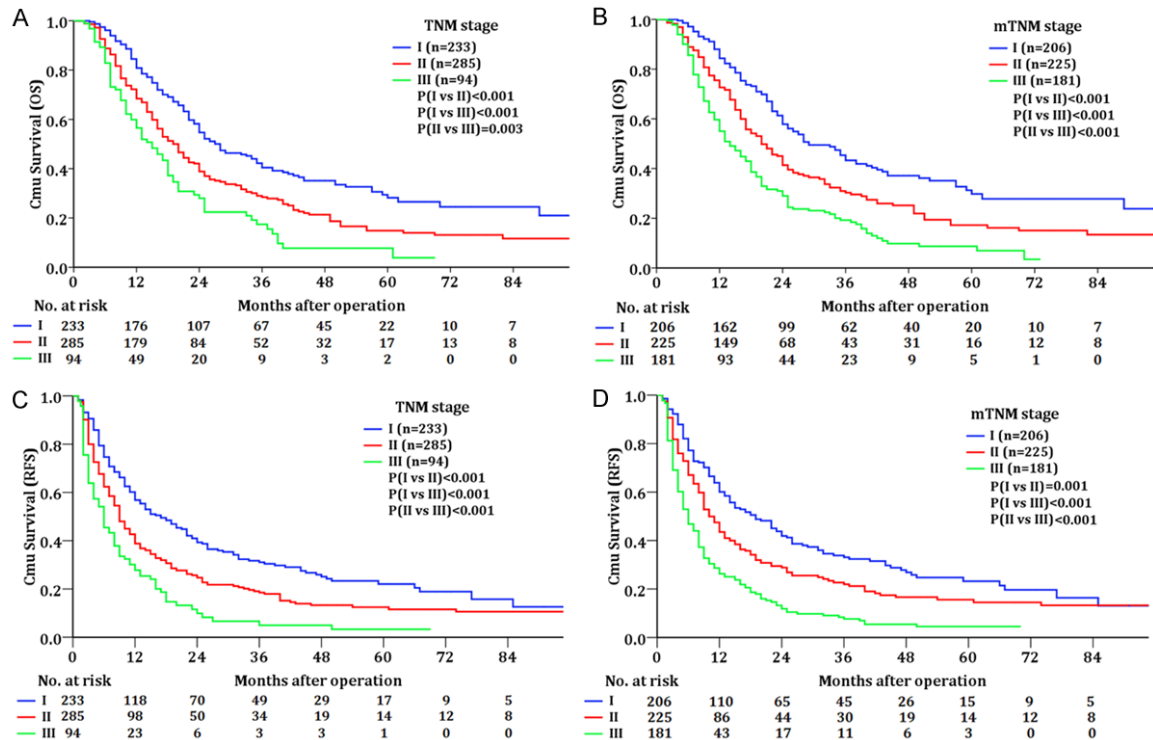 A
TNM stage
I (n=233)
II (n=285)
III (n=94)
P(I vs II)<0.001
P(I vs III)<0.001
P(II vs III)=0.003
Cmu Survival (OS)
1.0
0.8
0.6
0.4
0.2
0.0
0 12 24 36 48 60 72 84
No. at risk Months after operation
I 233 176 107 67 45 22 10 7
II 285 179 84 52 32 17 13 8
III 94 49 20 9 3 2 0 0
B
mTNM stage
I (n=206)
II (n=225)
III (n=181)
P(I vs II)<0.001
P(I vs III)<0.001
P(II vs III)<0.001
Cmu Survival (OS)
1.0
0.8
0.6
0.4
0.2
0.0
0 12 24 36 48 60 72 84
No. at risk Months after operation
I 206 162 99 62 40 20 10 7
II 225 149 68 43 31 16 12 8
III 181 93 44 23 9 5 1 0
C
TNM stage
I (n=233)
II (n=285)
III (n=94)
P(I vs II)<0.001
P(I vs III)<0.001
P(II vs III)<0.001
Cmu Survival (RFS)
1.0
0.8
0.6
0.4
0.2
0.0
0 12 24 36 48 60 72 84
No. at risk Months after operation
I 233 118 70 49 29 17 9 5
II 285 98 50 34 19 14 12 8
III 94 23 6 3 3 1 0 0
D
mTNM stage
I (n=206)
II (n=225)
III (n=181)
P(I vs II)=0.001
P(I vs III)<0.001
P(II vs III)<0.001
Cmu Survival (RFS)
1.0
0.8
0.6
0.4
0.2
0.0
0 12 24 36 48 60 72 84
No. at risk Months after operation
I 206 110 65 45 26 15 9 5
II 225 86 44 30 19 14 12 8
III 181 43 17 11 6 3 0 0